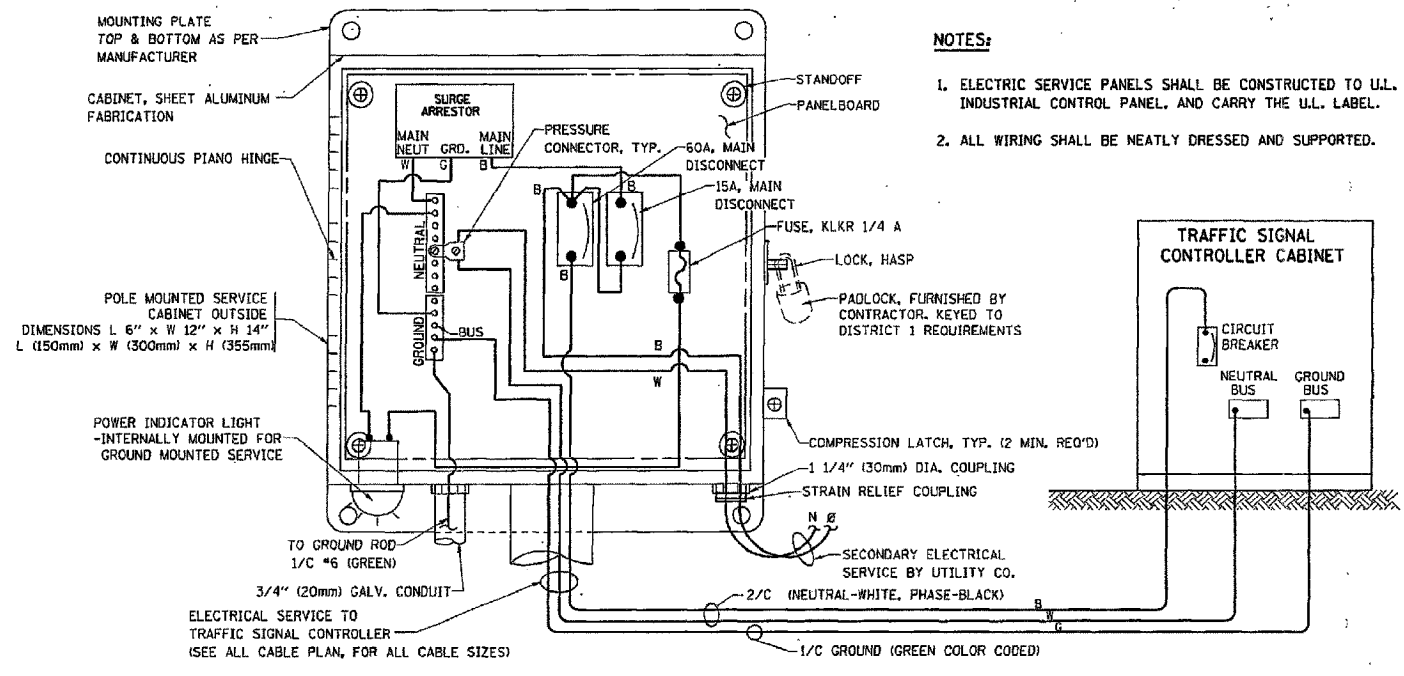 MOUNTING PLATE
TOP & BOTTOM AS PER
MANUFACTURER
CABINET, SHEET ALUMINUM
FABRICATION
CONTINUOUS PIANO HINGE
POLE MOUNTED SERVICE
CABINET OUTSIDE
DIMENSIONS L 6" x W 12" x H 14"
L (150mm) x W (300mm) x H (355mm)
POWER INDICATOR LIGHT
-INTERNALLY MOUNTED FOR
GROUND MOUNTED SERVICE
TO GROUND ROD
1/C #6 (GREEN)
3/4" (20mm) GALV. CONDUIT
ELECTRICAL SERVICE TO
TRAFFIC SIGNAL CONTROLLER
(SEE ALL CABLE PLAN, FOR ALL CABLE SIZES)
SURGE
ARRESTOR
MAIN
NEUT
GRD.
MAIN
LINE
W
G
B
NEUTRAL
GROUND
BUS
PRESSURE
CONNECTOR, TYP.
B
B
B
B
W
STANDOFF
PANELBOARD
60A, MAIN
DISCONNECT
15A, MAIN
DISCONNECT
FUSE, KLKR 1/4 A
LOCK, HASP
PADLOCK, FURNISHED BY
CONTRACTOR. KEYED TO
DISTRICT 1 REQUIREMENTS
COMPRESSION LATCH, TYP. (2 MIN. REQ'D)
1 1/4" (30mm) DIA. COUPLING
STRAIN RELIEF COUPLING
N Ø
SECONDARY ELECTRICAL
SERVICE BY UTILITY CO.
2/C (NEUTRAL-WHITE, PHASE-BLACK)
B
W
G
1/C GROUND (GREEN COLOR CODED)
NOTES:
1. ELECTRIC SERVICE PANELS SHALL BE CONSTRUCTED TO U.L.
INDUSTRIAL CONTROL PANEL. AND CARRY THE U.L. LABEL.
2. ALL WIRING SHALL BE NEATLY DRESSED AND SUPPORTED.
TRAFFIC SIGNAL
CONTROLLER CABINET
CIRCUIT
BREAKER
NEUTRAL
BUS
GROUND
BUS